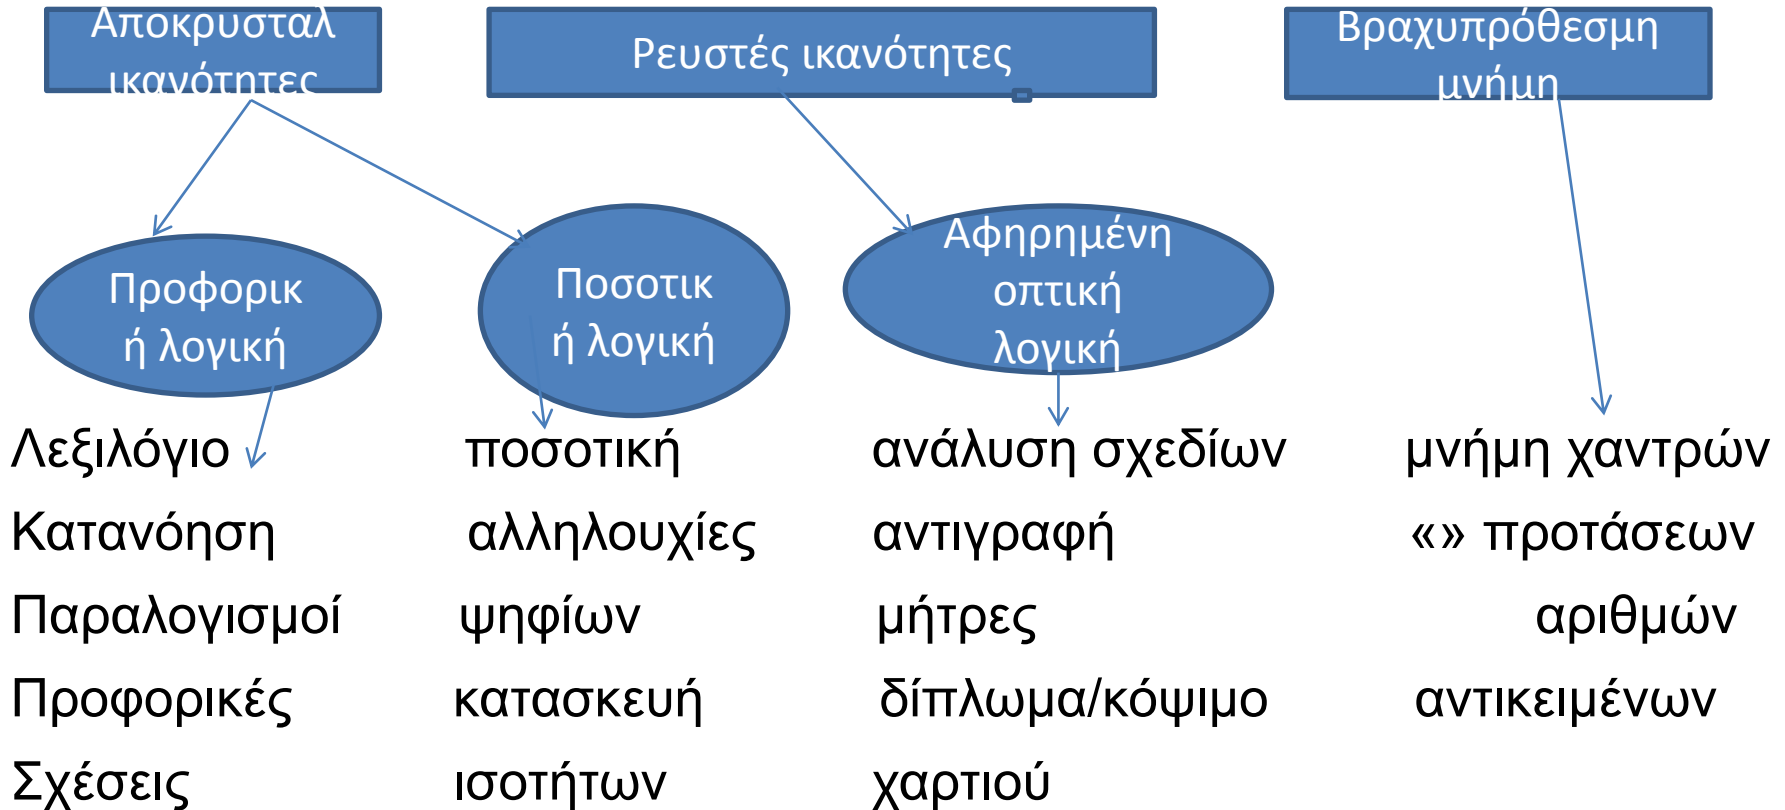 Αποκρυσταλ
ικανότητες
Ρευστές ικανότητες
Βραχυπρόθεσμη
μνήμη
Προφορικ
ή λογική
Ποσοτικ
ή λογική
Αφηρημένη
οπτική
λογική
Λεξιλόγιο ποσοτική ανάλυση σχεδίων μνήμη χαντρών
Κατανόηση αλληλουχίες αντιγραφή «» προτάσεων
Παραλογισμοί ψηφίων μήτρες αριθμών
Προφορικές κατασκευή δίπλωμα/κόψιμο αντικειμένων
Σχέσεις ισοτήτων χαρτιού